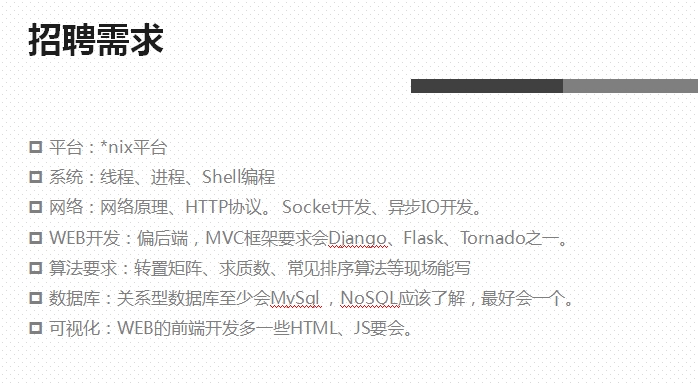 招聘需求
平台：*nix平台
系统：线程、进程、Shell编程
网络：网络原理、HTTP协议。 Socket开发、异步IO开发。
WEB开发：偏后端，MVC框架要求会Django、Flask、Tornado之一。
算法要求：转置矩阵、求质数、常见排序算法等现场能写
数据库：关系型数据库至少会MySql ，NoSQL应该了解，最好会一个。
可视化：WEB的前端开发多一些HTML、JS要会。